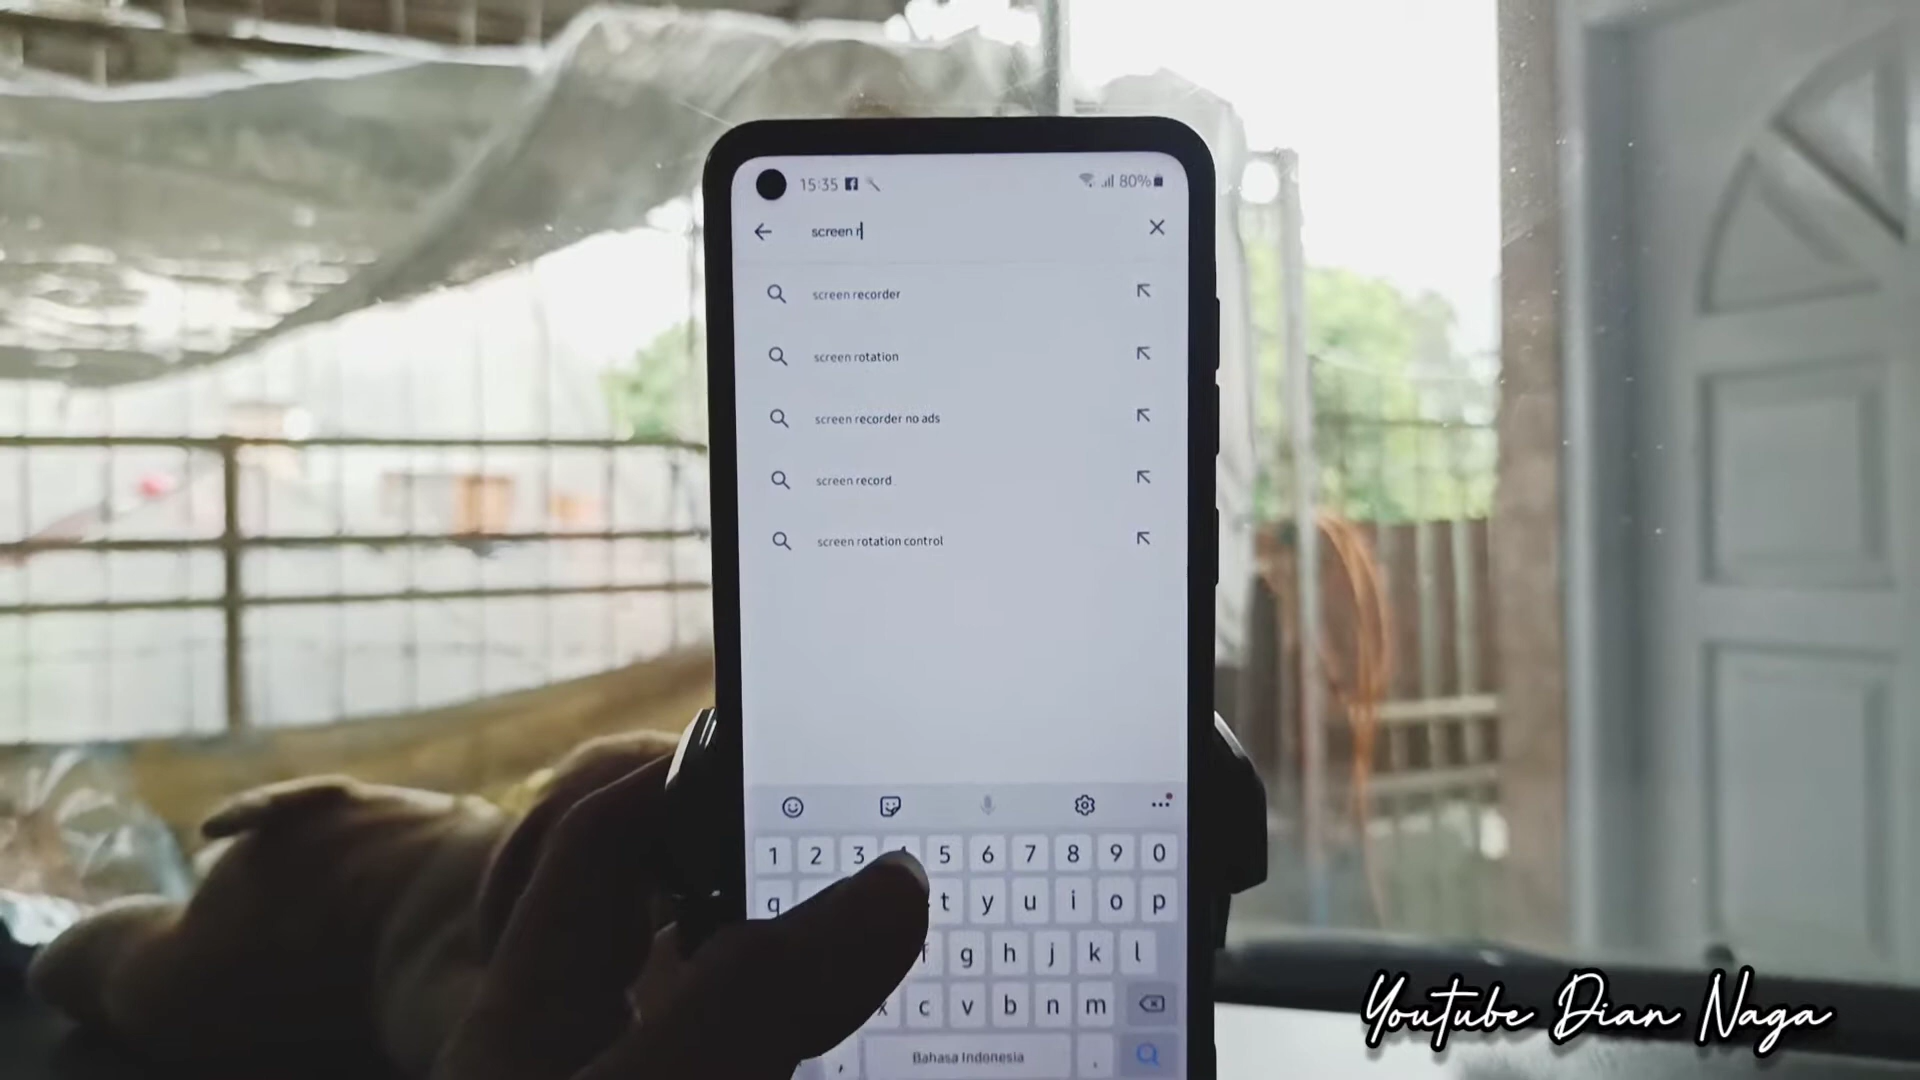 15:35 80%
screen r
screen recorder
screen rotation
screen recorder no ads
screen record
screen rotation control
1 2 3 5 6 7 8 9 0
q t y u i o p
f g h j k l
x c v b n m
, Bahasa Indonesia .
Youtube Dian Naga